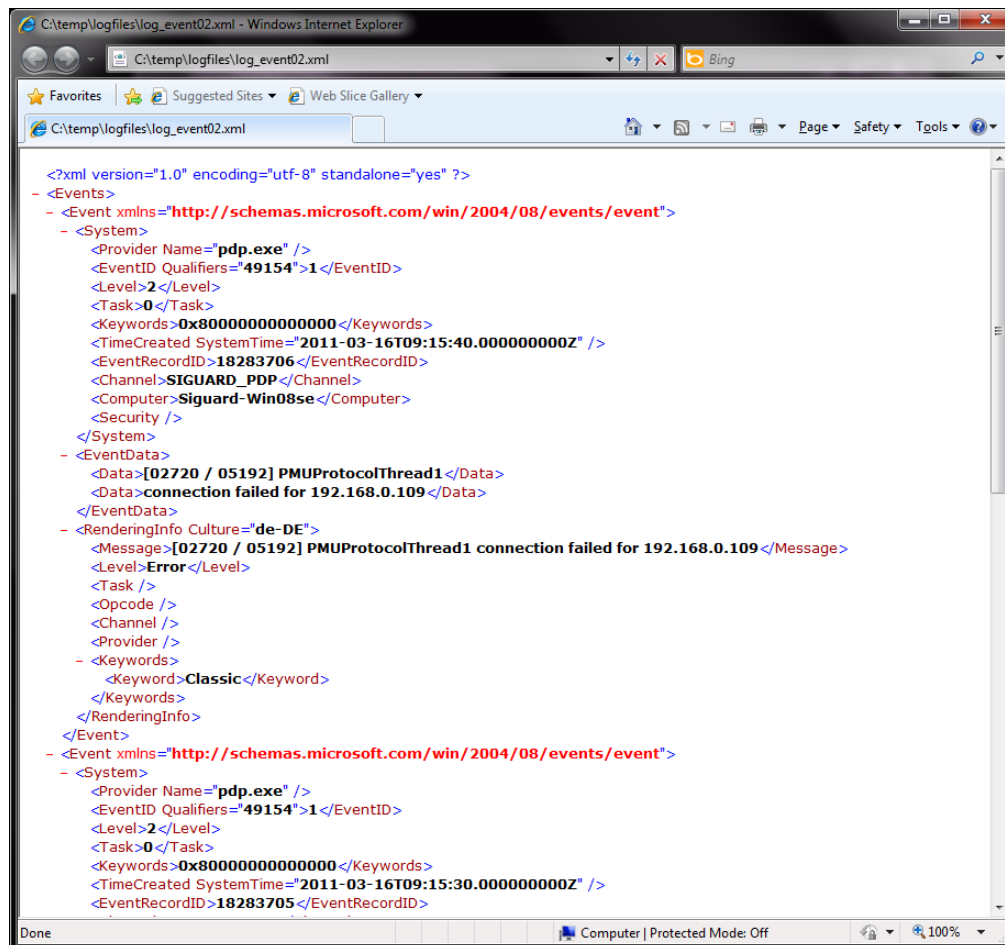 C:\temp\logfiles\log_event02.xml - Windows Internet Explorer
C:\temp\logfiles\log_event02.xml
Bing
Favorites Suggested Sites Web Slice Gallery
C:\temp\logfiles\log_event02.xml Page Safety Tools
<?xml version="1.0" encoding="utf-8" standalone="yes" ?>
- <Events>
- <Event xmlns="http://schemas.microsoft.com/win/2004/08/events/event">
- <System>
<Provider Name="pdp.exe" />
<EventID Qualifiers="49154">1</EventID>
<Level>2</Level>
<Task>0</Task>
<Keywords>0x80000000000000</Keywords>
<TimeCreated SystemTime="2011-03-16T09:15:40.000000000Z" />
<EventRecordID>18283706</EventRecordID>
<Channel>SIGUARD_PDP</Channel>
<Computer>Siguard-Win08se</Computer>
<Security />
</System>
- <EventData>
<Data>[02720 / 05192] PMUProtocolThread1</Data>
<Data>connection failed for 192.168.0.109</Data>
</EventData>
- <RenderingInfo Culture="de-DE">
<Message>[02720 / 05192] PMUProtocolThread1 connection failed for 192.168.0.109</Message>
<Level>Error</Level>
<Task />
<Opcode />
<Channel />
<Provider />
- <Keywords>
<Keyword>Classic</Keyword>
</Keywords>
</RenderingInfo>
</Event>
- <Event xmlns="http://schemas.microsoft.com/win/2004/08/events/event">
- <System>
<Provider Name="pdp.exe" />
<EventID Qualifiers="49154">1</EventID>
<Level>2</Level>
<Task>0</Task>
<Keywords>0x80000000000000</Keywords>
<TimeCreated SystemTime="2011-03-16T09:15:30.000000000Z" />
<EventRecordID>18283705</EventRecordID>
Done Computer | Protected Mode: Off 100%